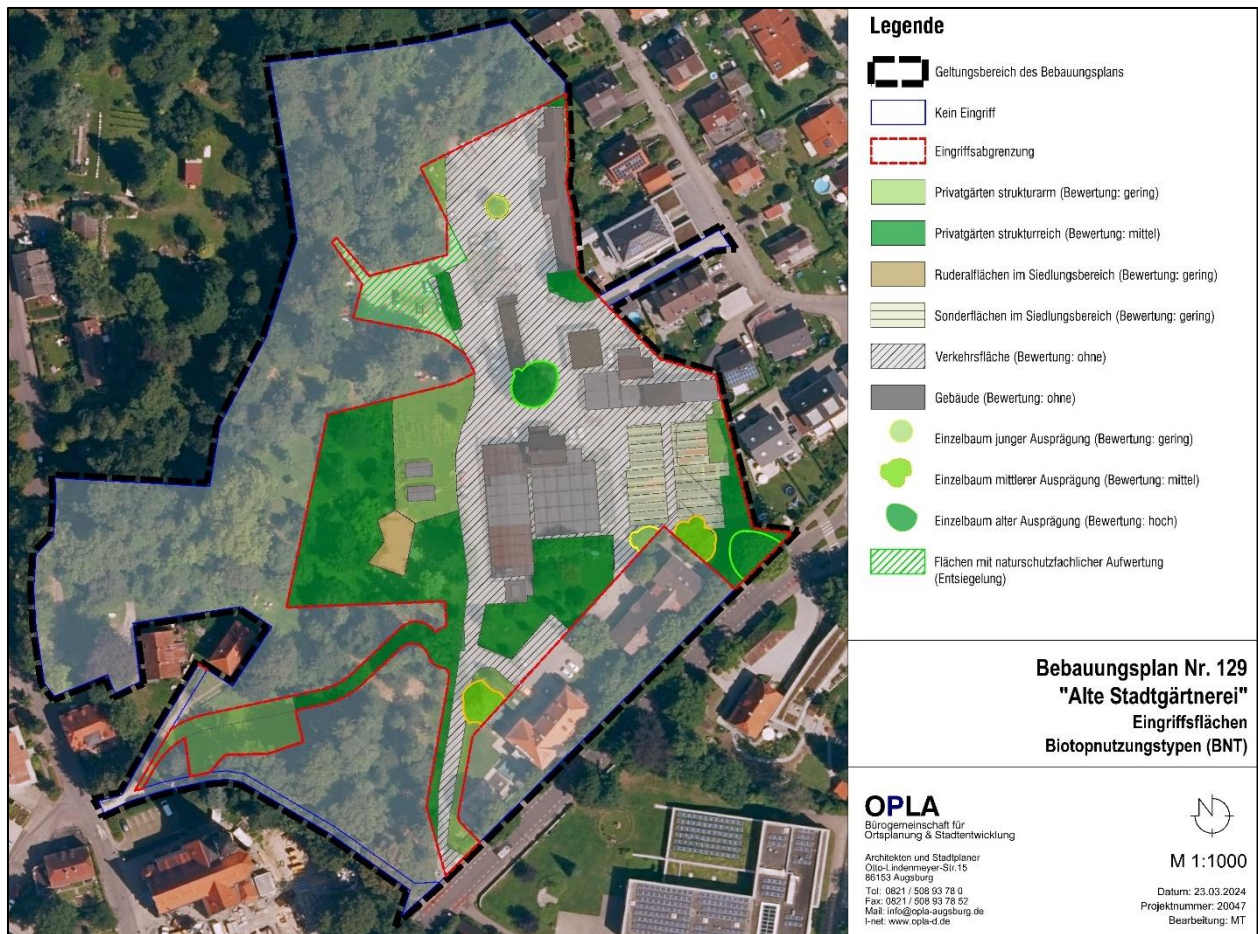 Legende
Geltungsbereich des Bebauungsplans
Kein Eingriff
Eingriffsabgrenzung
Privatgärten strukturarm (Bewertung: gering)
Privatgärten strukturreich (Bewertung: mittel)
Ruderalflächen im Siedlungsbereich (Bewertung: gering)
Sonderflächen im Siedlungsbereich (Bewertung: gering)
Verkehrsfläche (Bewertung: ohne)
Gebäude (Bewertung: ohne)
Einzelbaum junger Ausprägung (Bewertung: gering)
Einzelbaum mittlerer Ausprägung (Bewertung: mittel)
Einzelbaum alter Ausprägung (Bewertung: hoch)
Flächen mit naturschutzfachlicher Aufwertung
(Entsiegelung)
Bebauungsplan Nr. 129
"Alte Stadtgärtnerei"
Eingriffsflächen
Biotopnutzungstypen (BNT)
OPLA
Bürogemeinschaft für
Ortsplanung & Stadtentwicklung
Architekten und Stadtplaner
Otto-Lindenmeyer-Str. 15
86153 Augsburg
Tel: 0821 / 508 93 78 0
Fax: 0821 / 508 93 78 52
Mail: info@opla-augsburg.de
I-net: www.opla-d.de
N
M 1:1000
Datum: 23.03.2024
Projektnummer: 20047
Bearbeitung: MT